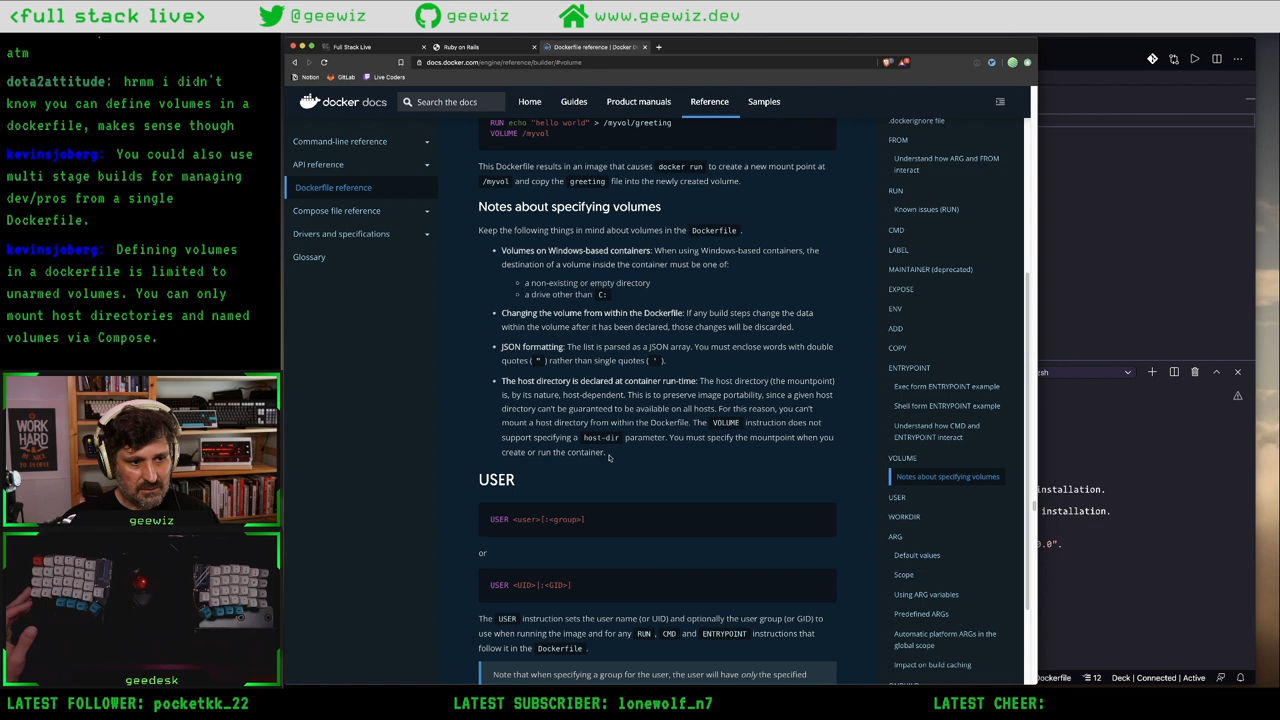 <full stack live>
@geewiz
geewiz
www.geewiz.dev
atm
dota2attitude: hrmm i didn't
know you can define volumes in a
dockerfile, makes sense though
kevinsjoberg: You could also use
multi stage builds for managing
dev/pros from a single
Dockerfile.
kevinsjoberg: Defining volumes
in a dockerfile is limited to
unarmed volumes. You can only
mount host directories and named
volumes via Compose.
WORK
HARD
geewiz
geedesk
Full Stack Live
Ruby on Rails
Dockerfile reference | Docker D
docs.docker.com/engine/reference/builder/#volume
Notion
GitLab
Live Coders
docker docs
Search the docs
Home
Guides
Product manuals
Reference
Samples
Command-line reference
API reference
Dockerfile reference
Compose file reference
Drivers and specifications
Glossary
RUN echo "hello world" > /myvol/greeting
VOLUME /myvol
This Dockerfile results in an image that causes docker run to create a new mount point at
/myvol and copy the greeting file into the newly created volume.
Notes about specifying volumes
Keep the following things in mind about volumes in the Dockerfile .
• Volumes on Windows-based containers: When using Windows-based containers, the
destination of a volume inside the container must be one of:
a non-existing or empty directory
a drive other than C:
• Changing the volume from within the Dockerfile: If any build steps change the data
within the volume after it has been declared, those changes will be discarded.
• JSON formatting: The list is parsed as a JSON array. You must enclose words with double
quotes ( " ) rather than single quotes ( ' ).
• The host directory is declared at container run-time: The host directory (the mountpoint)
is, by its nature, host-dependent. This is to preserve image portability, since a given host
directory can't be guaranteed to be available on all hosts. For this reason, you can't
mount a host directory from within the Dockerfile. The VOLUME instruction does not
support specifying a host-dir parameter. You must specify the mountpoint when you
create or run the container.
USER
USER <user>[:<group>]
or
USER <UID>[:<GID>]
The USER instruction sets the user name (or UID) and optionally the user group (or GID) to
use when running the image and for any RUN , CMD and ENTRYPOINT instructions that
follow it in the Dockerfile .
Note that when specifying a group for the user, the user will have only the specified
.dockerignore file
FROM
Understand how ARG and FROM
interact
RUN
Known issues (RUN)
CMD
LABEL
MAINTAINER (deprecated)
EXPOSE
ENV
ADD
COPY
ENTRYPOINT
Exec form ENTRYPOINT example
Shell form ENTRYPOINT example
Understand how CMD and
ENTRYPOINT interact
VOLUME
Notes about specifying volumes
USER
WORKDIR
ARG
Default values
Scope
Using ARG variables
Predefined ARGs
Automatic platform ARGs in the
global scope
Impact on build caching
esh
installation.
installation.
0.0".
Dockerfile
12
Deck | Connected | Active
LATEST FOLLOWER: pocketkk_22
LATEST SUBSCRIBER: lonewolf_n7
LATEST CHEER: